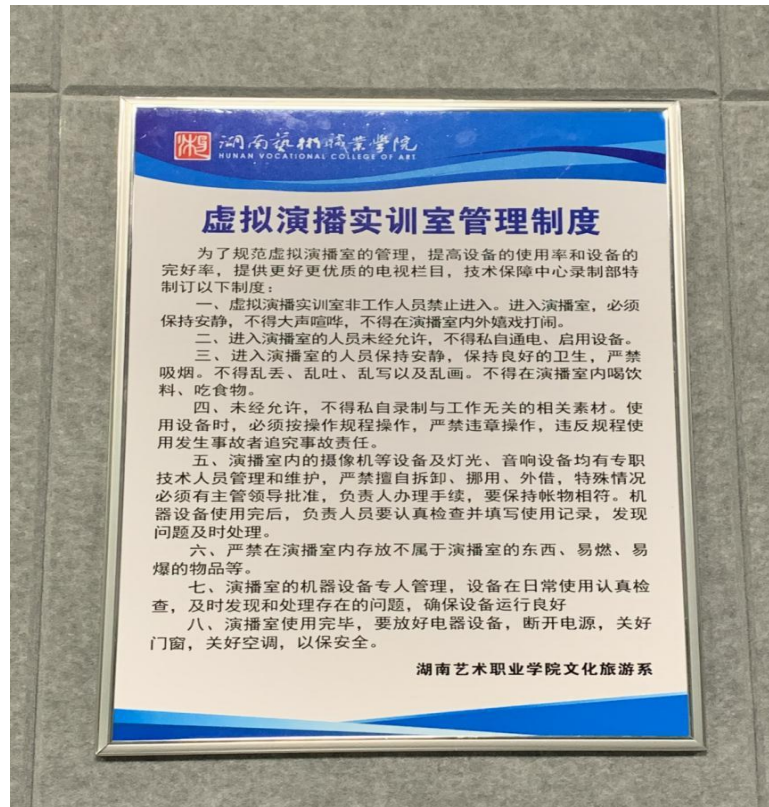 湘
湖南藝術職業學院
HUNAN VOCATIONAL COLLEGE OF ART
虚拟演播实训室管理制度
为了规范虚拟演播室的管理，提高设备的使用率和设备的
完好率，提供更好更优质的电视栏目，技术保障中心录制部特
制订以下制度：
一、虚拟演播实训室非工作人员禁止进入。进入演播室，必须
保持安静，不得大声喧哗，不得在演播室内外嬉戏打闹。
二、进入演播室的人员未经允许，不得私自通电、启用设备。
三、进入演播室的人员保持安静，保持良好的卫生，严禁
吸烟。不得乱丢、乱吐、乱写以及乱画。不得在演播室内喝饮
料、吃食物。
四、未经允许，不得私自录制与工作无关的相关素材。使
用设备时，必须按操作规程操作，严禁违章操作，违反规程使
用发生事故者追究事故责任。
五、演播室内的摄像机等设备及灯光、音响设备均有专职
技术人员管理和维护，严禁擅自拆卸、挪用、外借，特殊情况
必须有主管领导批准，负责人办理手续，要保持帐物相符。机
器设备使用完后，负责人员要认真检查并填写使用记录，发现
问题及时处理。
六、严禁在演播室内存放不属于演播室的东西、易燃、易
爆的物品等。
七、演播室的机器设备专人管理，设备在日常使用认真检
查，及时发现和处理存在的问题，确保设备运行良好
八、演播室使用完毕，要放好电器设备，断开电源，关好
门窗，关好空调，以保安全。
湖南艺术职业学院文化旅游系